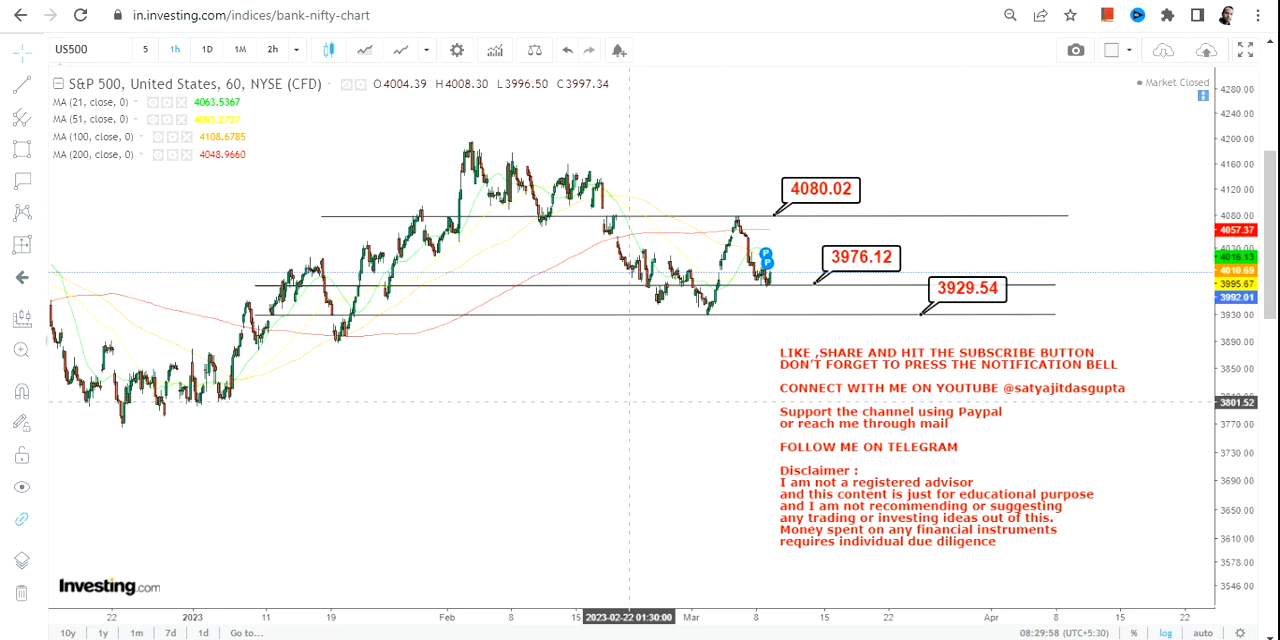 in.investing.com/indices/bank-nifty-chart
US500 5 1h 1D 1M 2h
S&P 500, United States, 60, NYSE (CFD) O4004.39 H4008.30 L3996.50 C3997.34
Market Closed
MA (21, close, 0) 4063.5367
MA (51, close, 0)
MA (100, close, 0) 4108.6785
MA (200, close, 0) 4048.9660
4280.00
4240.00
4200.00
4160.00
4120.00
4080.00
4057.37
4030.00
4016.13
4010.69
3995.67
3992.01
3930.00
3890.00
3850.00
3801.52
3770.00
3730.00
3690.00
3650.00
3610.00
3578.00
3546.00
4080.02
3976.12
3929.54
LIKE ,SHARE AND HIT THE SUBSCRIBE BUTTON
DON'T FORGET TO PRESS THE NOTIFICATION BELL
CONNECT WITH ME ON YOUTUBE @satyajitdasgupta
Support the channel using Paypal
or reach me through mail
FOLLOW ME ON TELEGRAM
Disclaimer :
I am not a registered advisor
and this content is just for educational purpose
and I am not recommending or suggesting
any trading or investing ideas out of this.
Money spent on any financial instruments
requires individual due diligence
P
P
Investing.com
22 2023 11 19 Feb 8 15 2023-02-22 01:30:00 Mar 8 15 22 Apr 8 15 22
10y 1y 1m 7d 1d Go to... 08:29:58 (UTC+5:30) % log auto